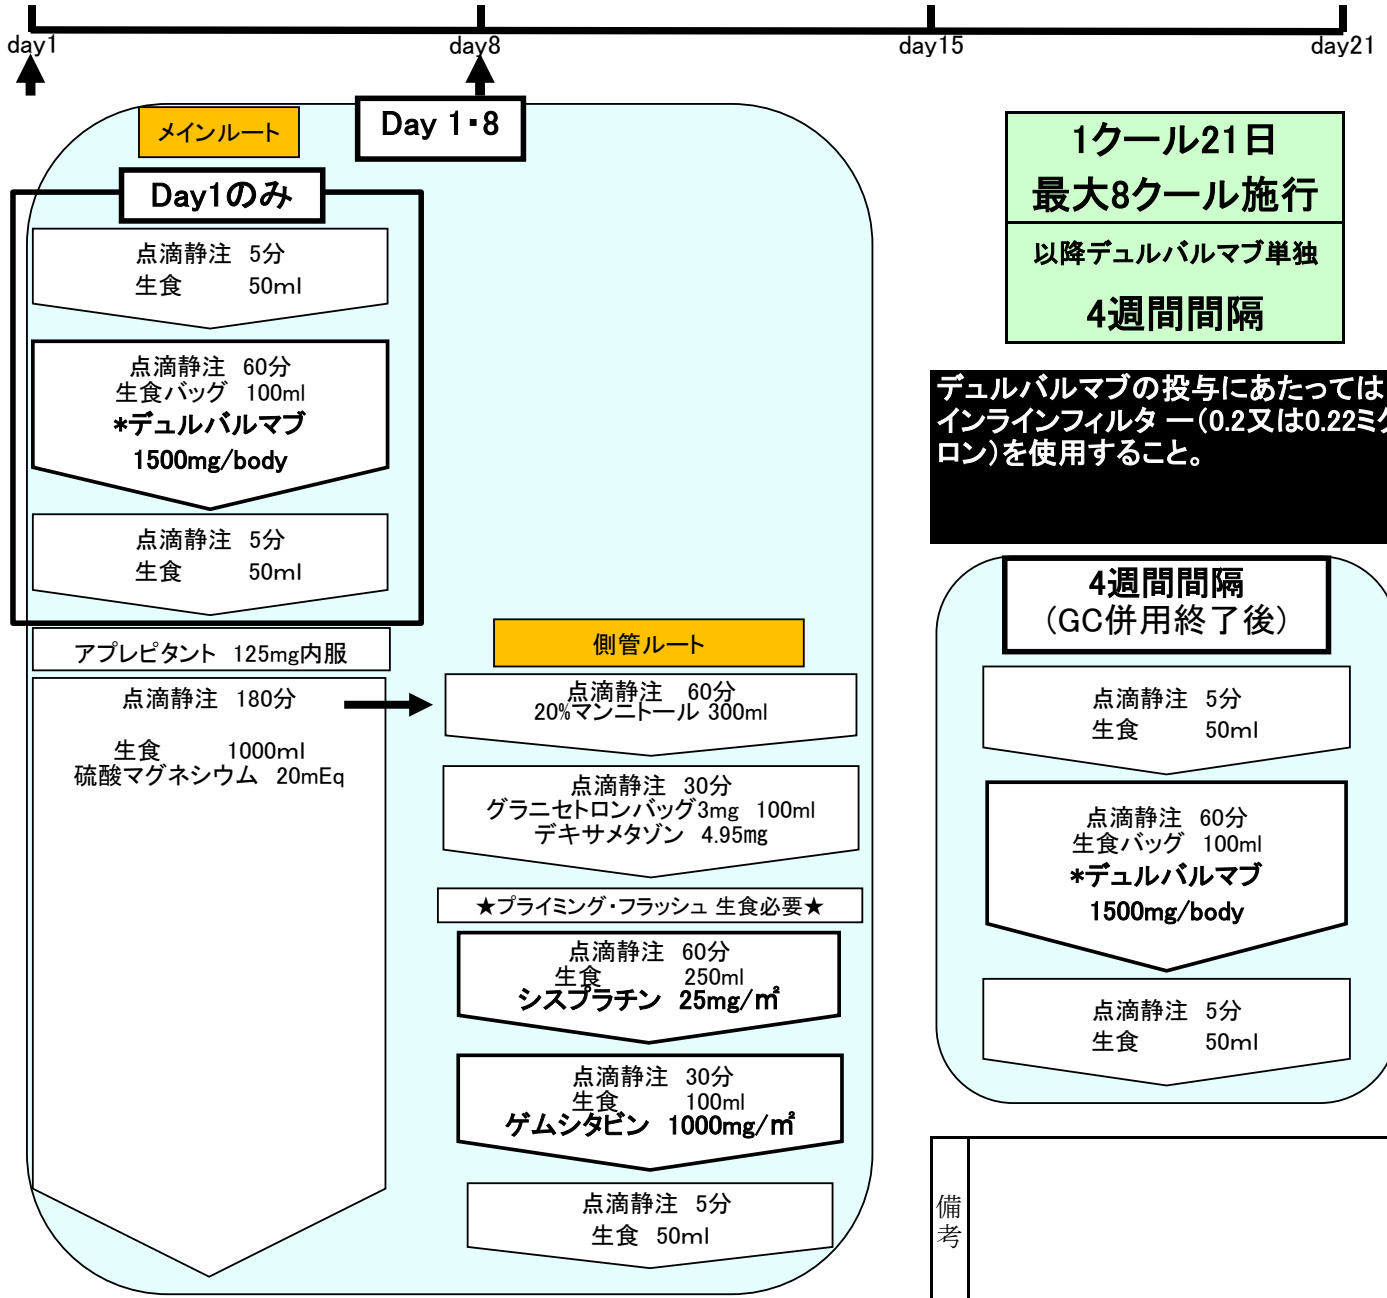 day1
day8
day15
day21
Day 1・8
メインルート
Day1のみ
点滴静注 5分
生食 50ml
点滴静注 60分
生食バッグ 100ml
*デュルバルマブ
1500mg/body
点滴静注 5分
生食 50ml
アプレピタント 125mg内服
点滴静注 180分
生食 1000ml
硫酸マグネシウム 20mEq
側管ルート
点滴静注 60分
20%マンニトール 300ml
点滴静注 30分
グラニセトロンバッグ3mg 100ml
デキサメタゾン 4.95mg
★プライミング・フラッシュ 生食必要★
点滴静注 60分
生食 250ml
シスプラチン 25mg/㎡
点滴静注 30分
生食 100ml
ゲムシタビン 1000mg/㎡
点滴静注 5分
生食 50ml
1クール21日
最大8クール施行
以降デュルバルマブ単独
4週間間隔
デュルバルマブの投与にあたっては
インラインフィルタ ー(0.2又は0.22ミク
ロン)を使用すること。
4週間間隔
(GC併用終了後)
点滴静注 5分
生食 50ml
点滴静注 60分
生食バッグ 100ml
*デュルバルマブ
1500mg/body
点滴静注 5分
生食 50ml
備
考